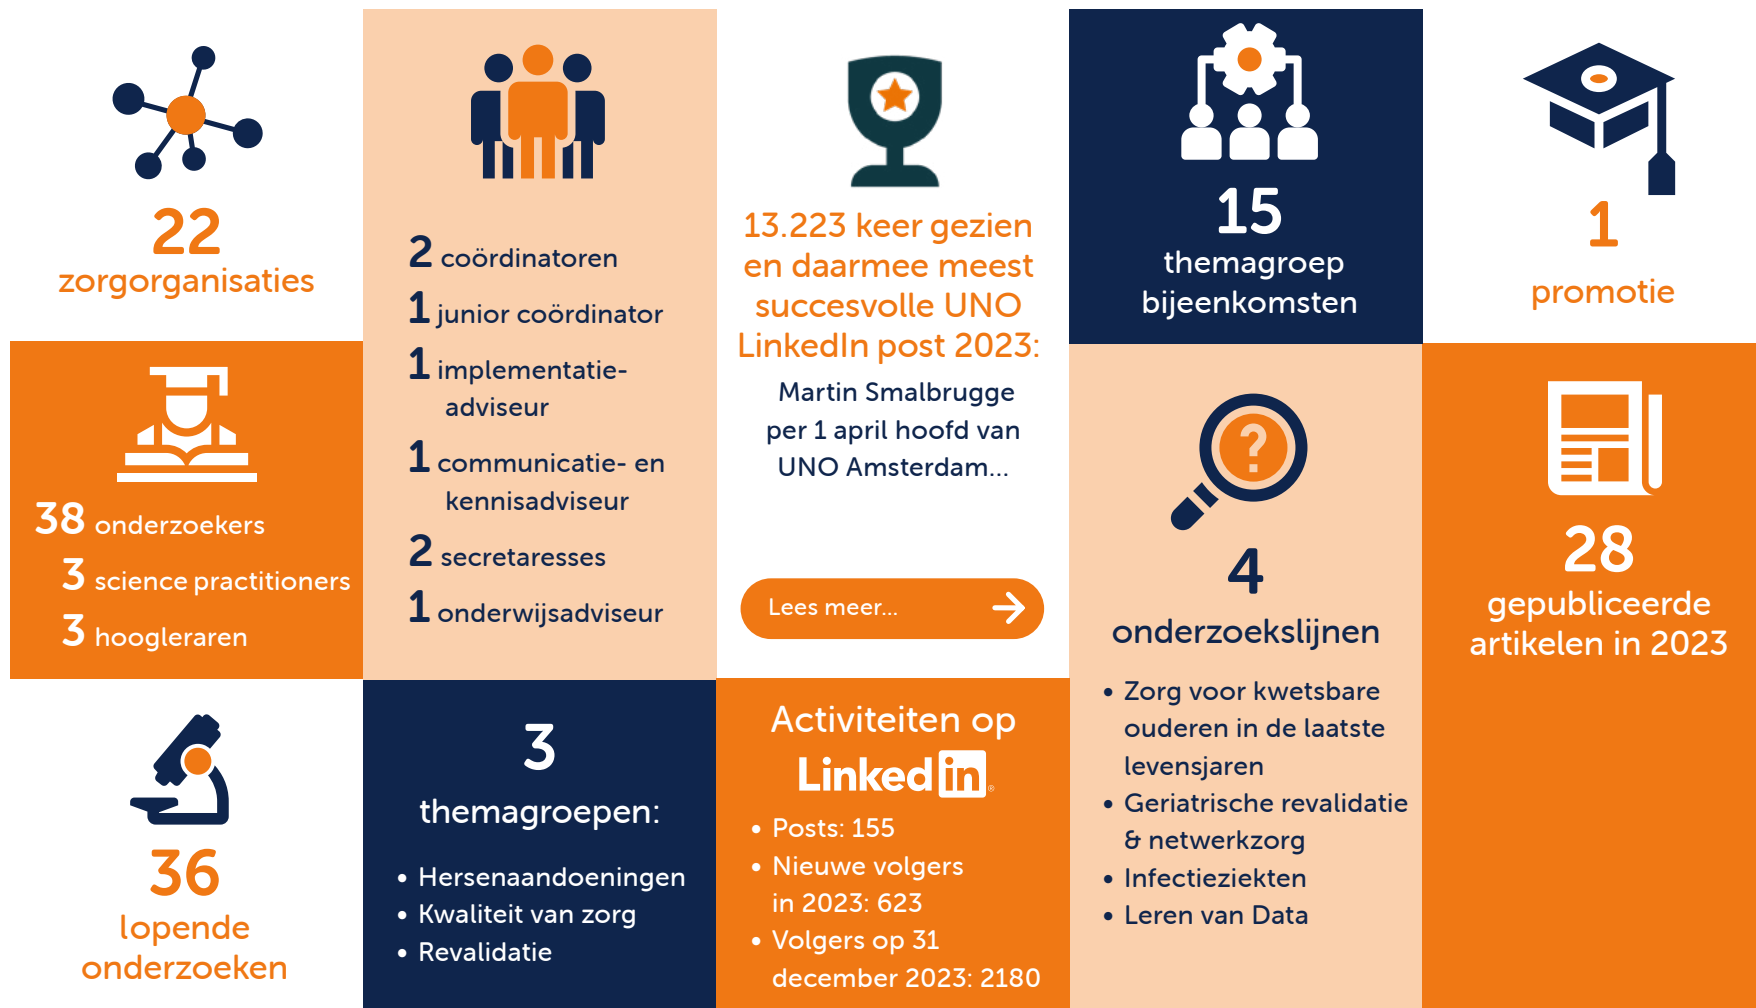 22
zorgorganisaties
38 onderzoekers
3 science practitioners
3 hoogleraren
36
lopende
onderzoeken
2 coördinatoren
1 junior coördinator
1 implementatie-
adviseur
1 communicatie- en
kennisadviseur
2 secretaresses
1 onderwijsadviseur
3
themagroepen:
• Hersenaandoeningen
• Kwaliteit van zorg
• Revalidatie
13.223 keer gezien
en daarmee meest
succesvolle UNO
LinkedIn post 2023:
Martin Smalbrugge
per 1 april hoofd van
UNO Amsterdam...
Lees meer...
Activiteiten op
LinkedIn®
• Posts: 155
• Nieuwe volgers
in 2023: 623
• Volgers op 31
december 2023: 2180
15
themagroep
bijeenkomsten
?
4
onderzoekslijnen
• Zorg voor kwetsbare
ouderen in de laatste
levensjaren
• Geriatrische revalidatie
& netwerkzorg
• Infectieziekten
• Leren van Data
1
promotie
28
gepubliceerde
artikelen in 2023